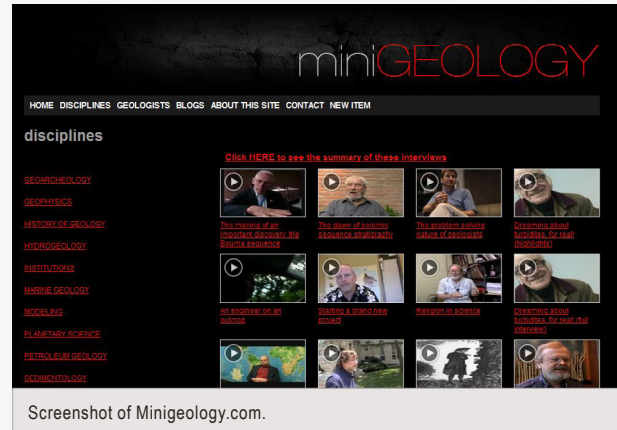 miniGEOLOGY
HOME DISCIPLINES GEOLOGISTS BLOGS ABOUT THIS SITE CONTACT NEW ITEM
disciplines
Click HERE to see the summary of these interviews
GEOARCHEOLOGY
GEOPHYSICS
HISTORY OF GEOLOGY
HYDROGEOLOGY
INSTITUTIONS
MARINE GEOLOGY
MODELING
PLANETARY SCIENCE
PETROLEUM GEOLOGY
SEDIMENTOLOGY
The making of an
important discovery: the
Bouma sequence
The dawn of seismic
sequence stratigraphy
The problem solving
nature of geologists
Dreaming about
turbidites, for real! (highlights)
An engineer on an
outcrop
Starting a brand new
project
Religion in science
Dreaming about
turbidites, for real! (full
interview)
Screenshot of Minigeology.com.